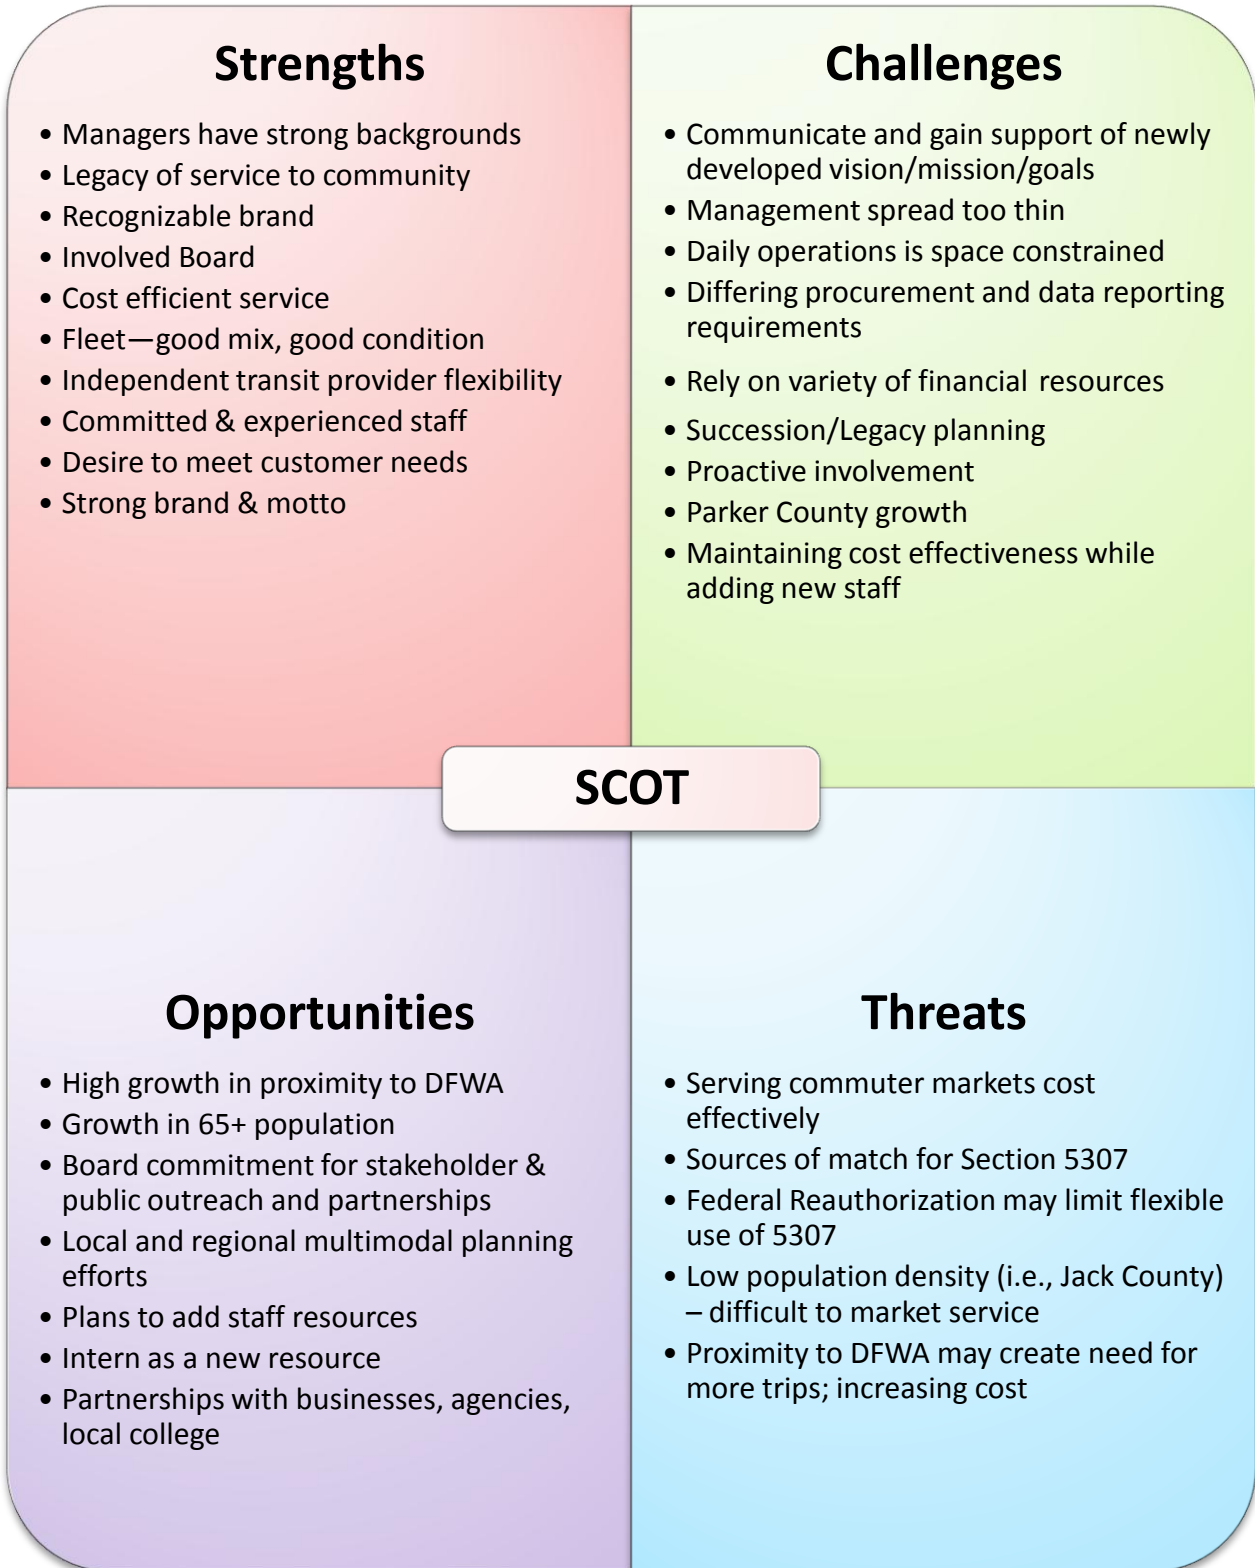 Strengths
• Managers have strong backgrounds
• Legacy of service to community
• Recognizable brand
• Involved Board
• Cost efficient service
• Fleet—good mix, good condition
• Independent transit provider flexibility
• Committed & experienced staff
• Desire to meet customer needs
• Strong brand & motto
Challenges
• Communicate and gain support of newly
developed vision/mission/goals
• Management spread too thin
• Daily operations is space constrained
• Differing procurement and data reporting
requirements
• Rely on variety of financial resources
• Succession/Legacy planning
• Proactive involvement
• Parker County growth
• Maintaining cost effectiveness while
adding new staff
SCOT
Opportunities
• High growth in proximity to DFWA
• Growth in 65+ population
• Board commitment for stakeholder &
public outreach and partnerships
• Local and regional multimodal planning
efforts
• Plans to add staff resources
• Intern as a new resource
• Partnerships with businesses, agencies,
local college
Threats
• Serving commuter markets cost
effectively
• Sources of match for Section 5307
• Federal Reauthorization may limit flexible
use of 5307
• Low population density (i.e., Jack County)
– difficult to market service
• Proximity to DFWA may create need for
more trips; increasing cost